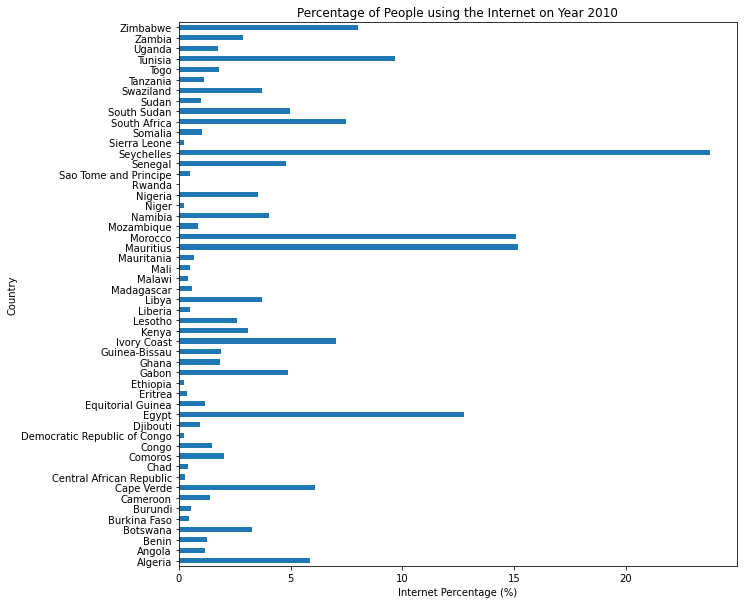 Percentage of People using the Internet on Year 2010
Country
Zimbabwe
Zambia
Uganda
Tunisia
Togo
Tanzania
Swaziland
Sudan
South Sudan
South Africa
Somalia
Sierra Leone
Seychelles
Senegal
Sao Tome and Principe
Rwanda
Nigeria
Niger
Namibia
Mozambique
Morocco
Mauritius
Mauritania
Mali
Malawi
Madagascar
Libya
Liberia
Lesotho
Kenya
Ivory Coast
Guinea-Bissau
Ghana
Gabon
Ethiopia
Eritrea
Equitorial Guinea
Egypt
Djibouti
Democratic Republic of Congo
Congo
Comoros
Chad
Central African Republic
Cape Verde
Cameroon
Burundi
Burkina Faso
Botswana
Benin
Angola
Algeria
0 5 10 15 20
Internet Percentage (%)